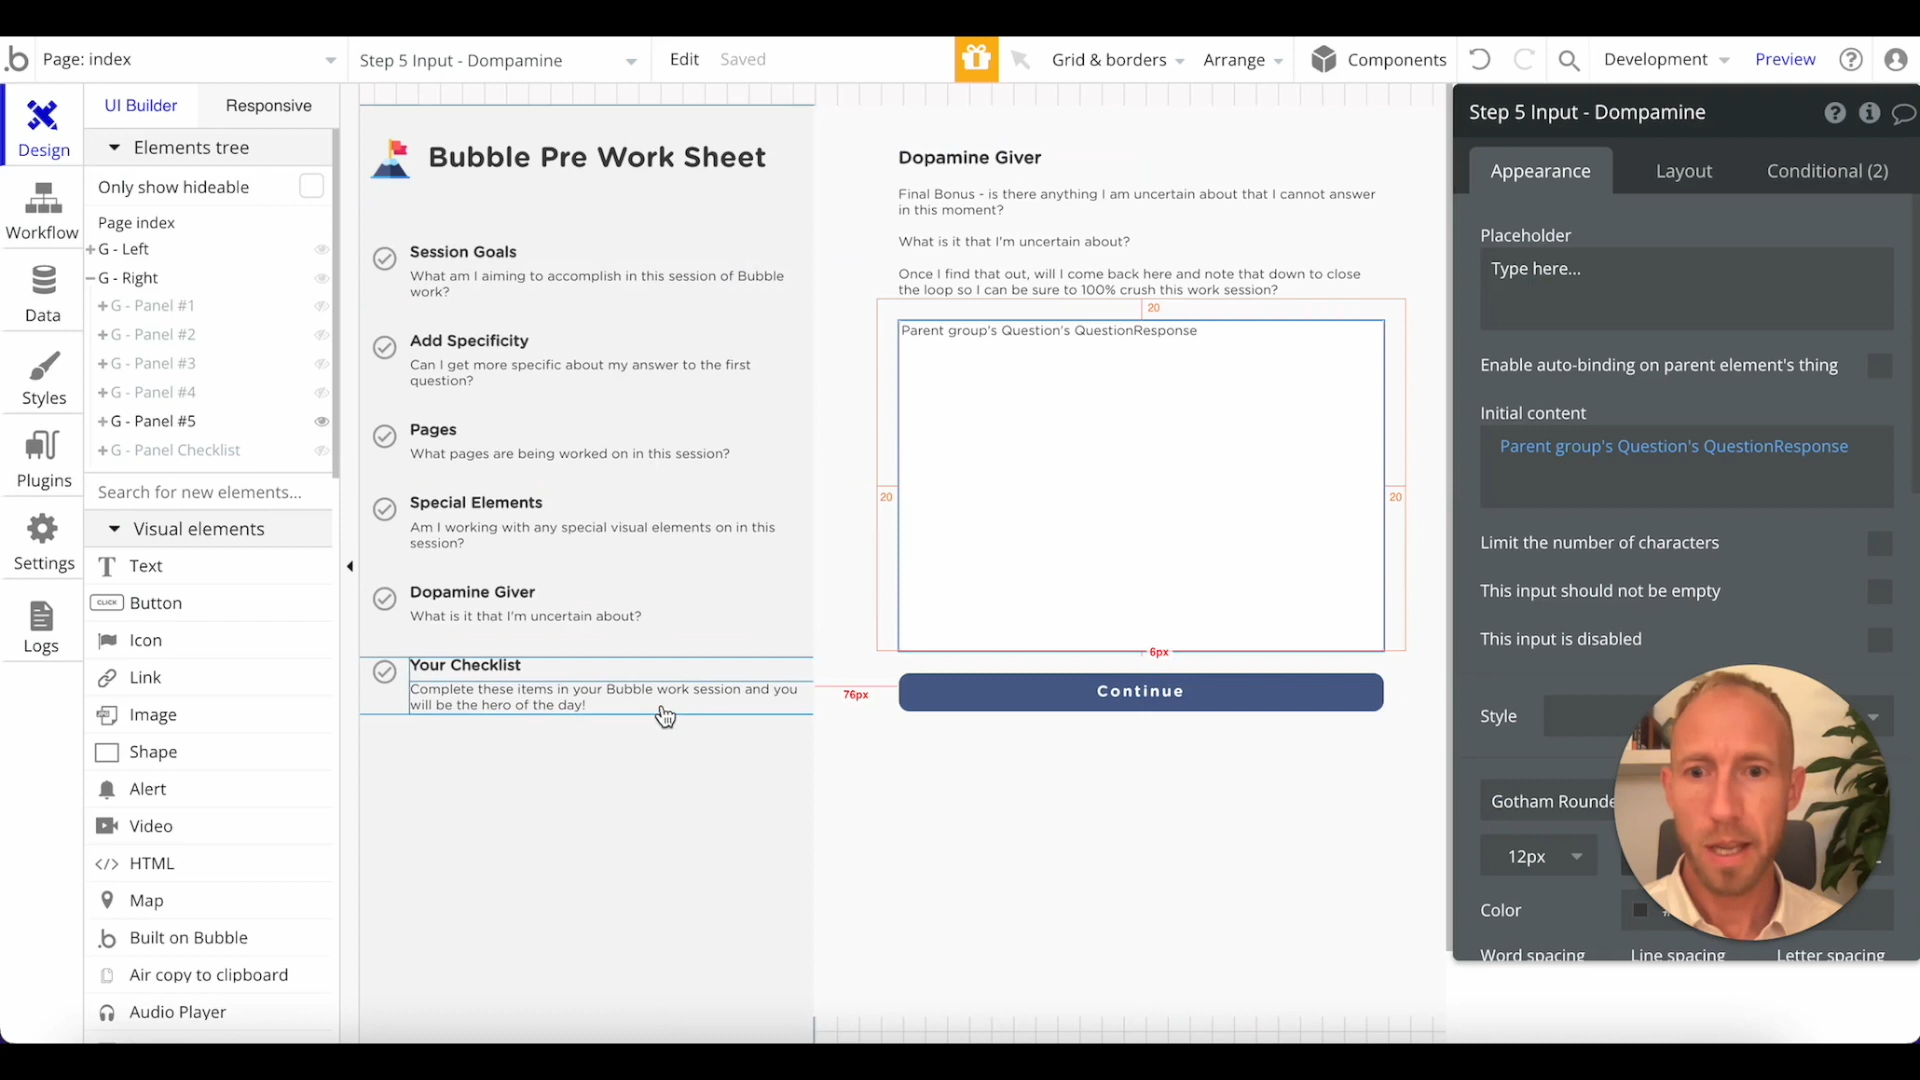 Page: index
Step 5 Input - Dompamine
Edit
Saved
Grid & borders
Arrange
Components
Development
Preview
Design
Workflow
Data
Styles
Plugins
Settings
Logs
UI Builder
Responsive
Elements tree
Only show hideable
Page index
G - Left
G - Right
G - Panel #1
G - Panel #2
G - Panel #3
G - Panel #4
G - Panel #5
G - Panel Checklist
Search for new elements...
Visual elements
Text
CLICK Button
Icon
Link
Image
Shape
Alert
Video
</> HTML
Map
Built on Bubble
Air copy to clipboard
Audio Player
Bubble Pre Work Sheet
Session Goals
What am I aiming to accomplish in this session of Bubble
work?
Add Specificity
Can I get more specific about my answer to the first
question?
Pages
What pages are being worked on in this session?
Special Elements
Am I working with any special visual elements on in this
session?
Dopamine Giver
What is it that I'm uncertain about?
Your Checklist
Complete these items in your Bubble work session and you
will be the hero of the day!
Dopamine Giver
Final Bonus - is there anything I am uncertain about that I cannot answer
in this moment?
What is it that I'm uncertain about?
Once I find that out, will I come back here and note that down to close
the loop so I can be sure to 100% crush this work session?
20
Parent group's Question's QuestionResponse
20
20
6px
76px
Continue
Step 5 Input - Dompamine
Appearance
Layout
Conditional (2)
Placeholder
Type here...
Enable auto-binding on parent element's thing
Initial content
Parent group's Question's QuestionResponse
Limit the number of characters
This input should not be empty
This input is disabled
Style
Gotham Rounde
12px
Color
#
Word spacing
Line spacing
Letter spacing